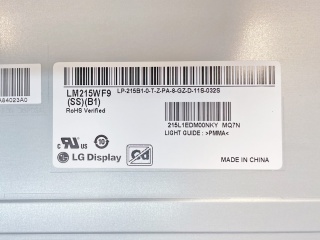 LM215WF9
(SS)(B1)
RoHS Verified
LP-215B1-0-T-Z-PA-8-GZ-D-11S-032S
A84023A0
215L1EDM00NKY MQ7N
LIGHT GUIDE : >PMMA<
LG Display
MADE IN CHINA